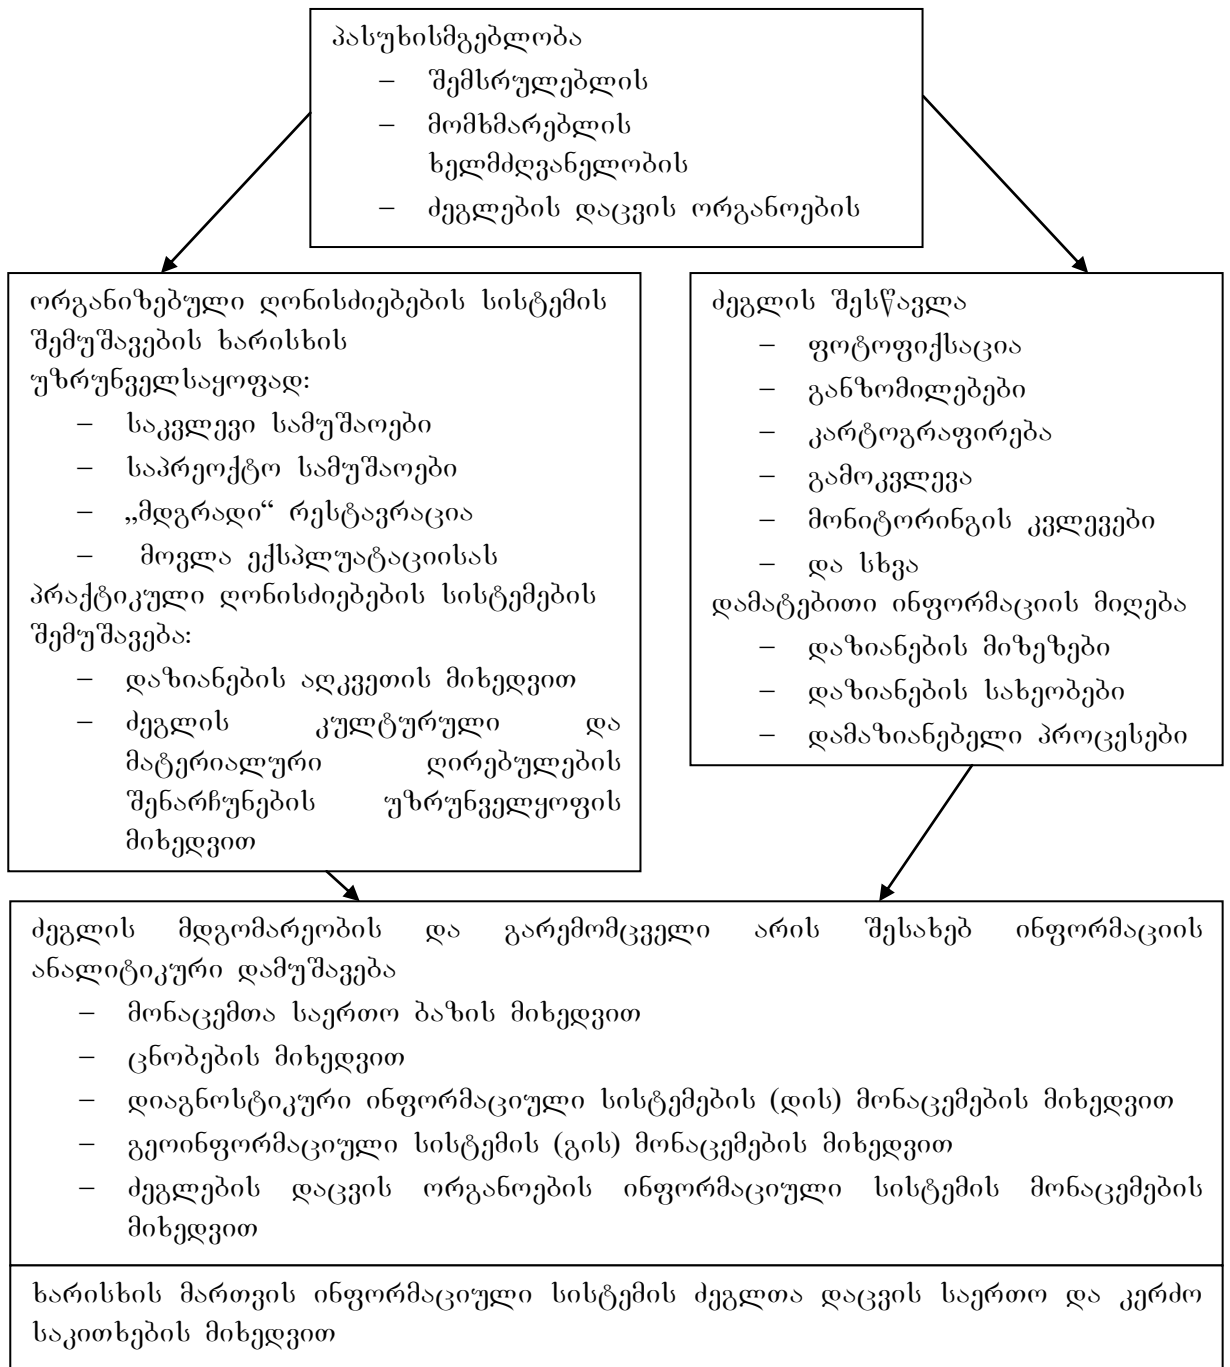 პასუხისმგებლობა
– შემსრულებლის
– მომხმარებლის
ხელმძღვანელობის
– ძეგლების დაცვის ორგანოების
ორგანიზებული ღონისძიებების სისტემის
შემუშავების ხარისხის
უზრუნველსაყოფად:
– საკვლევი სამუშაოები
– საპრეოქტო სამუშაოები
– „მდგრადი“ რესტავრაცია
– მოვლა ექსპლუატაციისას
პრაქტიკული ღონისძიებების სისტემების
შემუშავება:
– დაზიანების აღკვეთის მიხედვით
– ძეგლის კულტურული და
მატერიალური ღირებულების
შენარჩუნების უზრუნველყოფის
მიხედვით
ძეგლის შესწავლა
– ფოტოფიქსაცია
– განზომილებები
– კარტოგრაფირება
– გამოკვლევა
– მონიტორინგის კვლევები
– და სხვა
დამატებითი ინფორმაციის მიღება
– დაზიანების მიზეზები
– დაზიანების სახეობები
– დამაზიანებელი პროცესები
ძეგლის მდგომარეობის და გარემომცველი არის შესახებ ინფორმაციის
ანალიტიკური დამუშავება
– მონაცემთა საერთო ბაზის მიხედვით
– ცნობების მიხედვით
– დიაგნოსტიკური ინფორმაციული სისტემების (დის) მონაცემების მიხედვით
– გეოინფორმაციული სისტემის (გის) მონაცემების მიხედვით
– ძეგლების დაცვის ორგანოების ინფორმაციული სისტემის მონაცემების
მიხედვით
ხარისხის მართვის ინფორმაციული სისტემის ძეგლთა დაცვის საერთო და კერძო
საკითხების მიხედვით